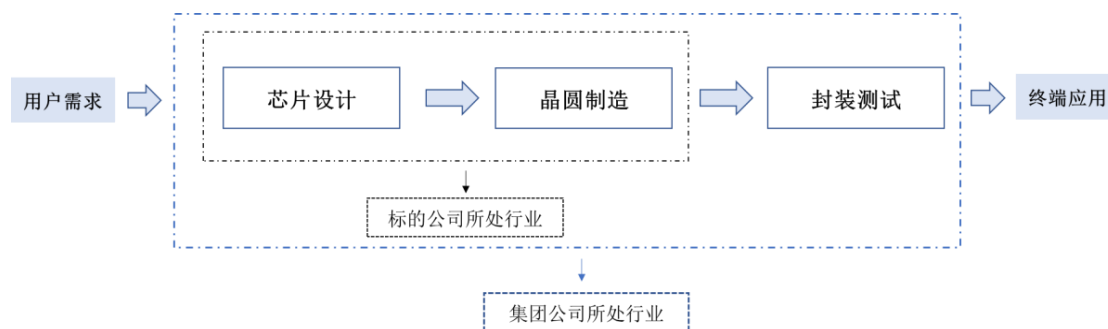 用户需求
芯片设计
晶圆制造
封装测试
终端应用
标的公司所处行业
集团公司所处行业